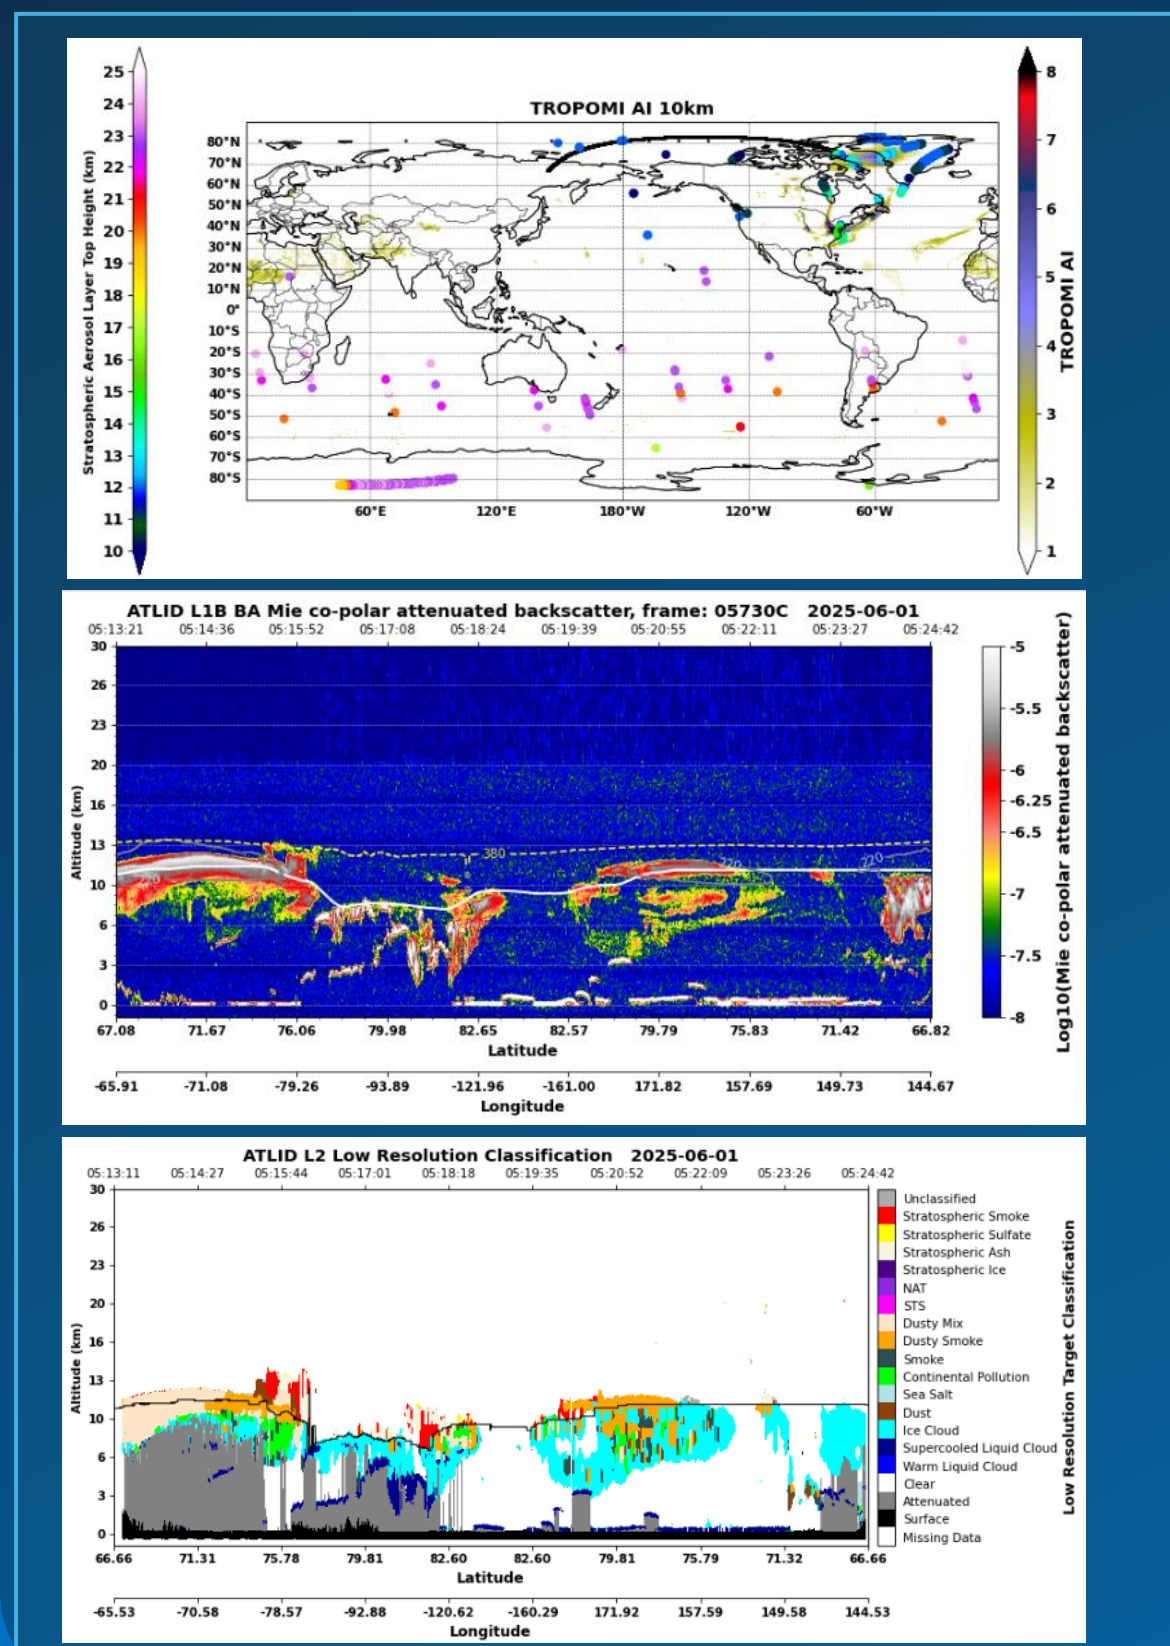 TROPOMI AI 10km
25
24
23
22
21
20
19
18
17
16
15
14
13
12
11
10
Stratospheric Aerosol Layer Top Height (km)
80°N
70°N
60°N
50°N
40°N
30°N
20°N
10°N
0°
10°S
20°S
30°S
40°S
50°S
60°S
70°S
80°S
60°E 120°E 180°W 120°W 60°W
8
7
6
5
4
3
2
1
TROPOMI AI
ATLID L1B BA Mie co-polar attenuated backscatter, frame: 05730C 2025-06-01
05:13:21 05:14:36 05:15:52 05:17:08 05:18:24 05:19:39 05:20:55 05:22:11 05:23:27 05:24:42
30
26
23
20
16
13
10
6
3
0
Altitude (km)
380
220
220
67.08 71.67 76.06 79.98 82.65 82.57 79.79 75.83 71.42 66.82
Latitude
-65.91 -71.08 -79.26 -93.89 -121.96 -161.00 171.82 157.69 149.73 144.67
Longitude
-5
-5.5
-6
-6.25
-6.5
-7
-7.5
-8
Log10(Mie co-polar attenuated backscatter)
ATLID L2 Low Resolution Classification 2025-06-01
05:13:11 05:14:27 05:15:44 05:17:01 05:18:18 05:19:35 05:20:52 05:22:09 05:23:26 05:24:42
30
26
23
20
16
13
10
6
3
0
Altitude (km)
66.66 71.31 75.78 79.81 82.60 82.60 79.81 75.79 71.32 66.66
Latitude
-65.53 -70.58 -78.57 -92.88 -120.62 -160.29 171.92 157.59 149.58 144.53
Longitude
Unclassified
Stratospheric Smoke
Stratospheric Sulfate
Stratospheric Ash
Stratospheric Ice
NAT
STS
Dusty Mix
Dusty Smoke
Smoke
Continental Pollution
Sea Salt
Dust
Ice Cloud
Supercooled Liquid Cloud
Warm Liquid Cloud
Clear
Attenuated
Surface
Missing Data
Low Resolution Target Classification